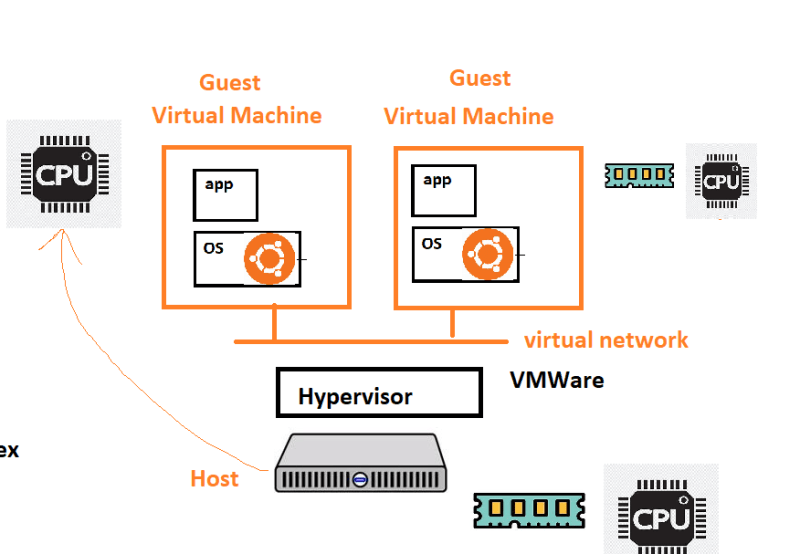 Guest
Virtual Machine
Guest
Virtual Machine
CPU
app
OS
app
OS
CPU
virtual network
Hypervisor
VMWare
ex
Host
CPU